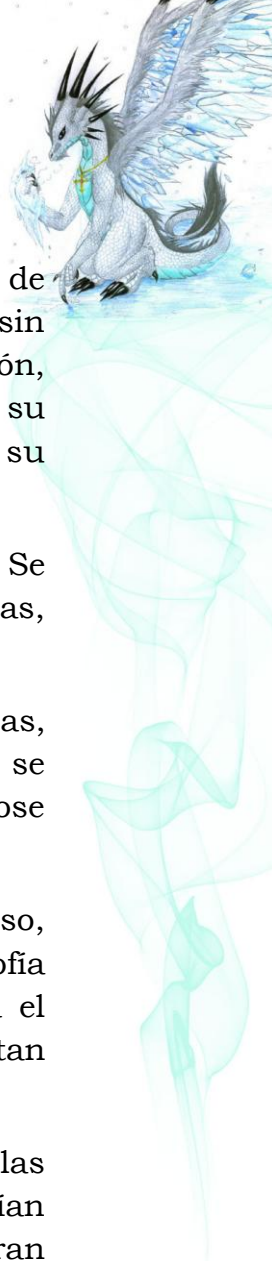 de
sin
ón,
su
su
Se
as,
as,
se
ose
so,
ofía
el
tan
las
ían
ran